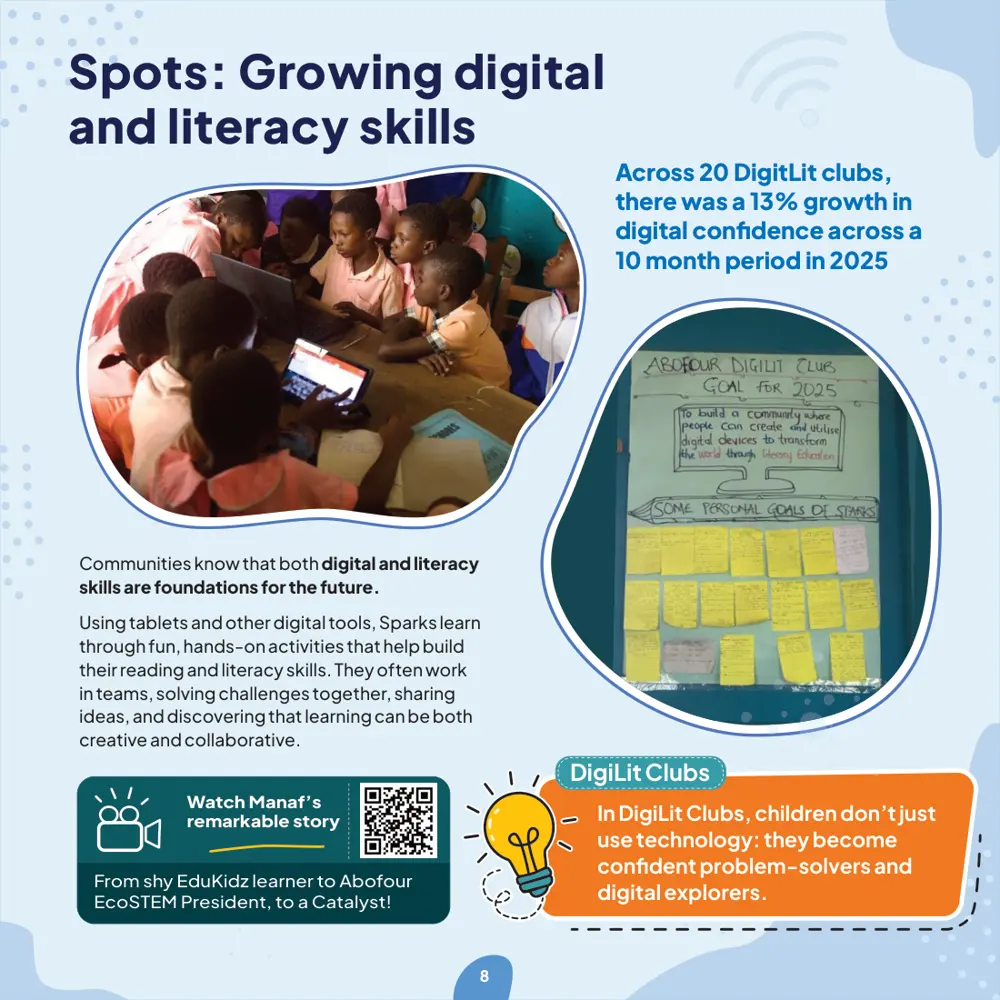 Spots: Growing digital
and literacy skills
Across 20 DigitLit clubs,
there was a 13% growth in
digital confidence across a
10 month period in 2025
ABOFOUR DIGILIT CLUB
GOAL FOR 2025
To build a community where
people can create and utilise
digital devices to transform
the world through literacy Education
SOME PERSONAL GOALS OF SPARKS
Communities know that both digital and literacy
skills are foundations for the future.
Using tablets and other digital tools, Sparks learn
through fun, hands-on activities that help build
their reading and literacy skills. They often work
in teams, solving challenges together, sharing
ideas, and discovering that learning can be both
creative and collaborative.
Watch Manaf's
remarkable story
From shy EduKidz learner to Abofour
EcoSTEM President, to a Catalyst!
DigiLit Clubs
In DigiLit Clubs, children don't just
use technology: they become
confident problem-solvers and
digital explorers.
8